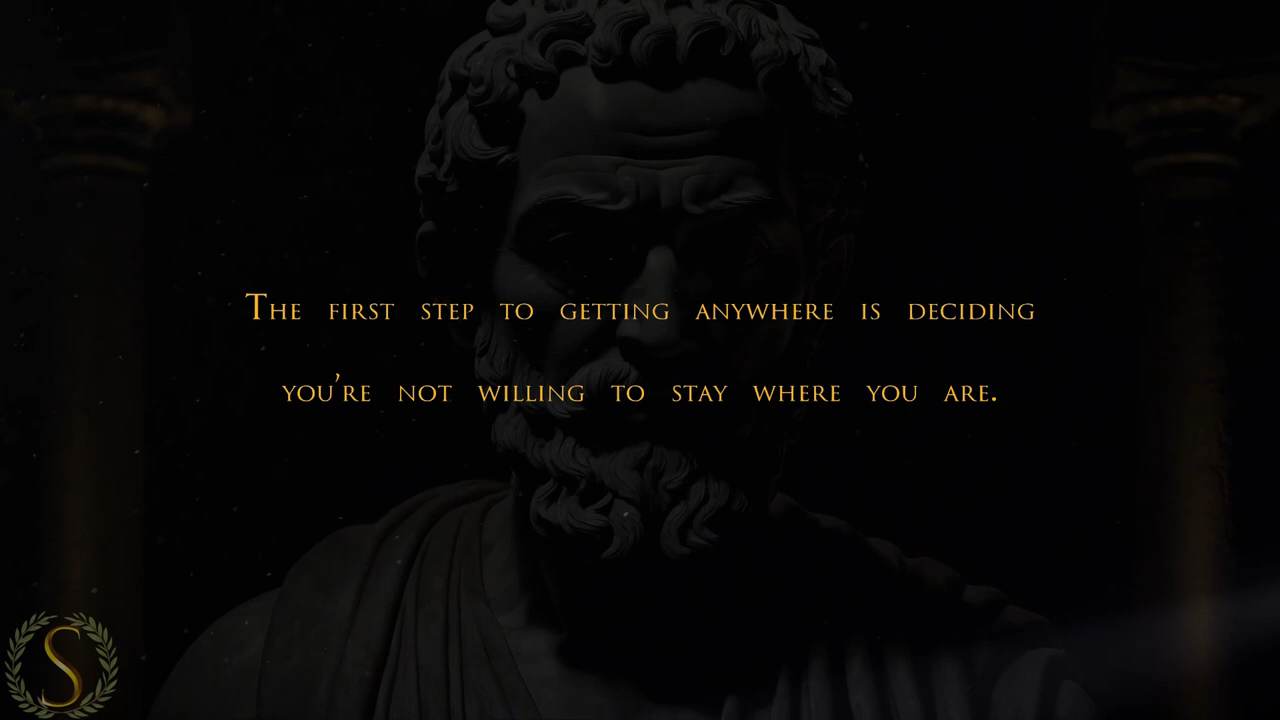 The first step to getting anywhere is deciding
you're not willing to stay where you are.
S